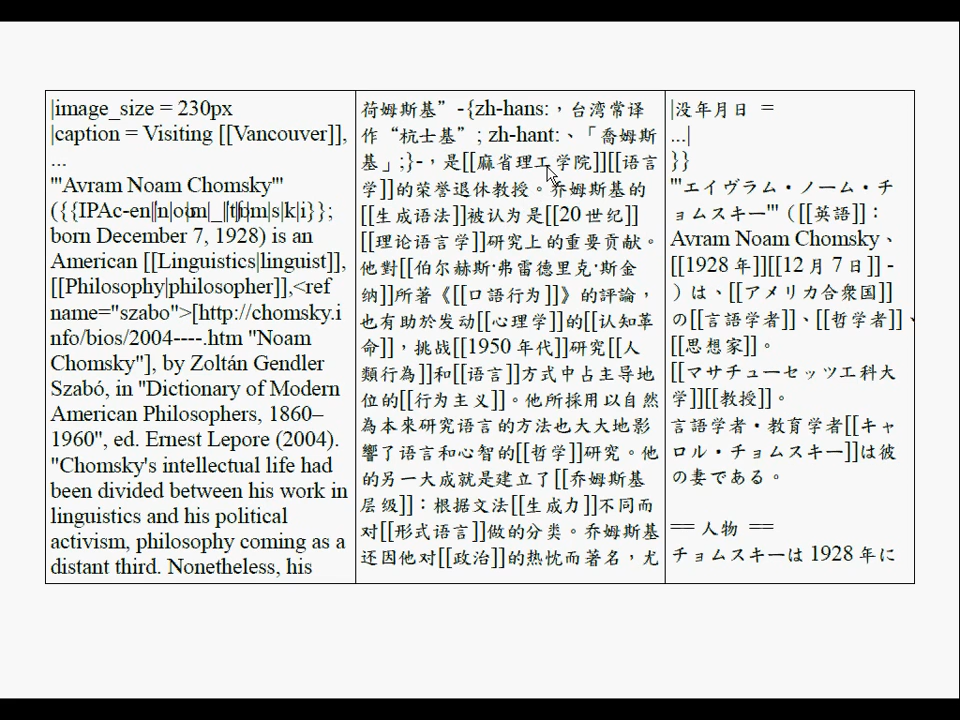 |image_size = 230px
|caption = Visiting [[Vancouver]],
...
'''Avram Noam Chomsky'''
born December 7, 1928) is an
American [[Linguistics|linguist]],
[[Philosophy|philosopher]],<ref
name="szabo">[http://chomsky.i
nfo/bios/2004----.htm "Noam
Chomsky"], by Zoltán Gendler
Szabó, in "Dictionary of Modern
American Philosophers, 1860–
1960", ed. Ernest Lepore (2004).
"Chomsky's intellectual life had
been divided between his work in
linguistics and his political
activism, philosophy coming as a
distant third. Nonetheless, his
荷姆斯基”-{zh-hans:，台湾常译
作“杭士基”; zh-hant:、「喬姆斯
基」;}-，是[[麻省理工学院]][[语言
学]]的荣誉退休教授。乔姆斯基的
[[生成语法]]被认为是[[20世纪]]
[[理论语言学]]研究上的重要贡献。
他對[[伯尔赫斯·弗雷德里克·斯金
纳]]所著《[[口語行为]]》的評論，
也有助於发动[[心理学]]的[[认知革
命]]，挑战[[1950年代]]研究[[人
類行為]]和[[语言]]方式中占主导地
位的[[行为主义]]。他所採用以自然
為本來研究语言的方法也大大地影
響了语言和心智的[[哲学]]研究。他
的另一大成就是建立了[[乔姆斯基
层级]]：根据文法[[生成力]]不同而
对[[形式语言]]做的分类。乔姆斯基
还因他对[[政治]]的热忱而著名，尤
|没年月日 =
...|
}}
'''エイヴラム・ノーム・チ
ョムスキー'''（[[英語]]：
Avram Noam Chomsky、
[[1928年]][[12月7日]] -
）は、[[アメリカ合衆国]]
の[[言語学者]]、[[哲学者]]、
[[思想家]]。
[[マサチューセッツ工科大
学]][[教授]]。
言語学者・教育学者[[キャ
ロル・チョムスキー]]は彼
の妻である。
== 人物 ==
チョムスキーは1928年に